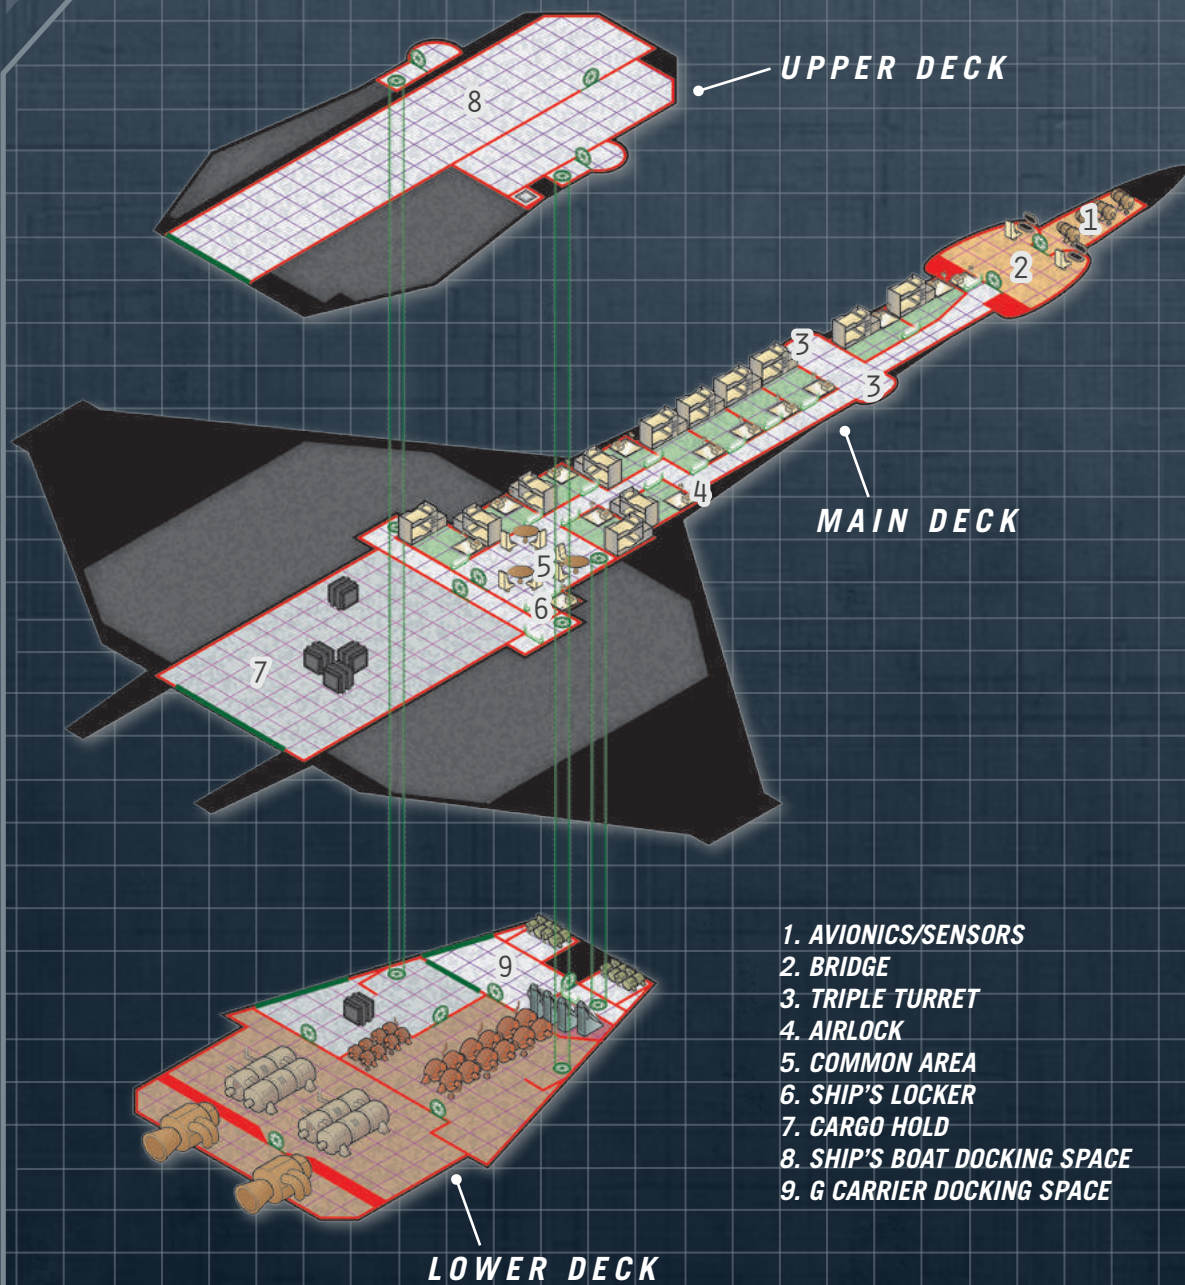 UPPER DECK
8
1
2
3
3
MAIN DECK
4
5
6
7
9
1. AVIONICS/SENSORS
2. BRIDGE
3. TRIPLE TURRET
4. AIRLOCK
5. COMMON AREA
6. SHIP'S LOCKER
7. CARGO HOLD
8. SHIP'S BOAT DOCKING SPACE
9. G CARRIER DOCKING SPACE
LOWER DECK